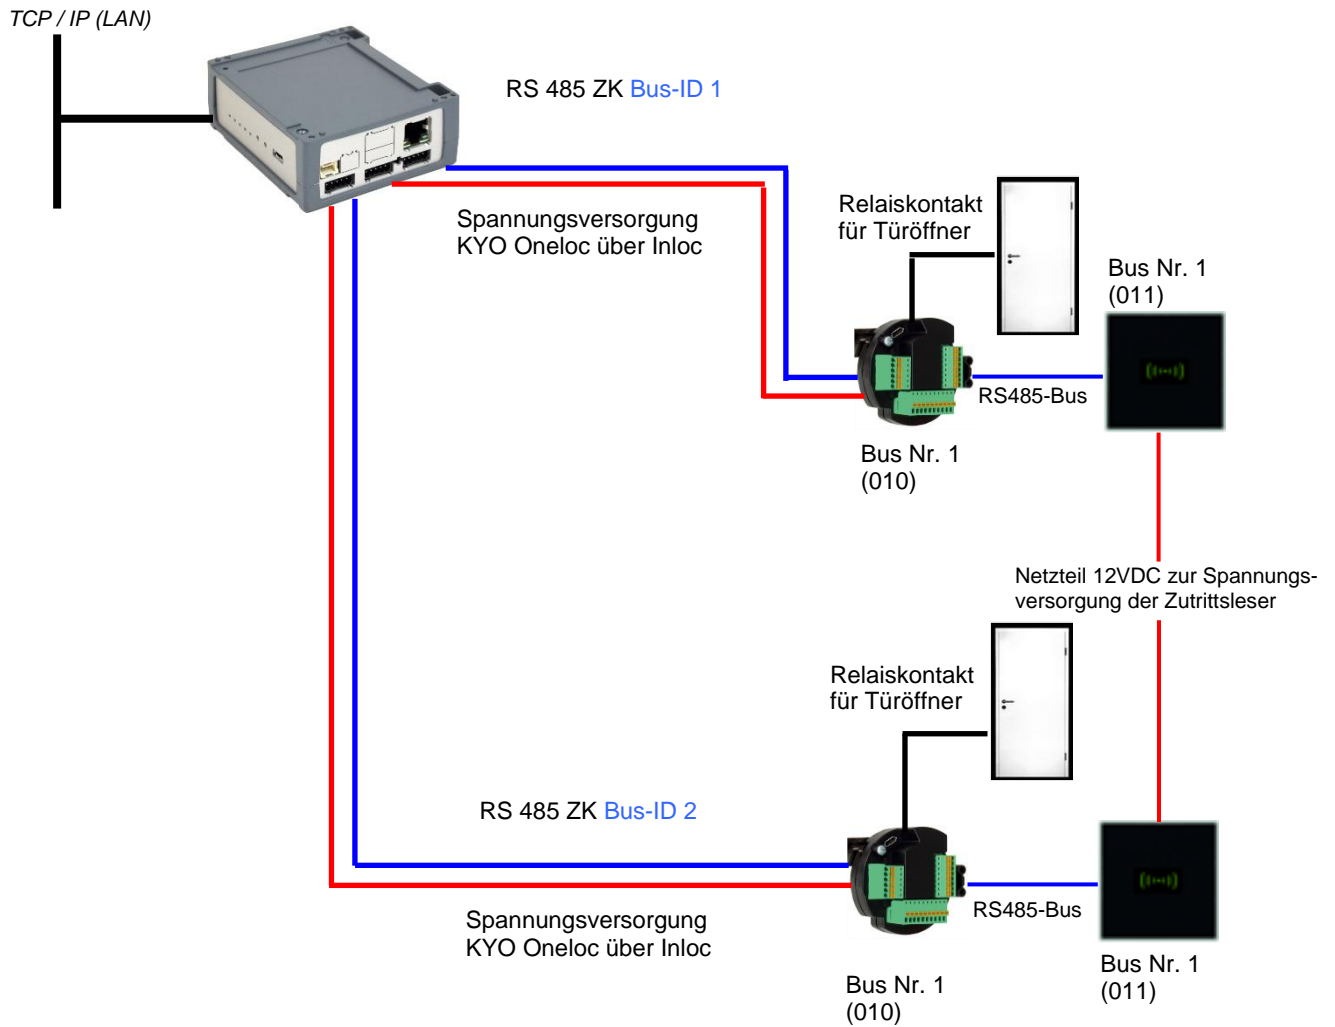 TCP / IP (LAN)
RS 485 ZK Bus-ID 1
Spannungsversorgung
KYO Oneloc über Inloc
Relaiskontakt
für Türöffner
Bus Nr. 1
(011)
RS485-Bus
Bus Nr. 1
(010)
Netzteil 12VDC zur Spannungs-
versorgung der Zutrittsleser
Relaiskontakt
für Türöffner
RS 485 ZK Bus-ID 2
Spannungsversorgung
KYO Oneloc über Inloc
RS485-Bus
Bus Nr. 1
(010)
Bus Nr. 1
(011)